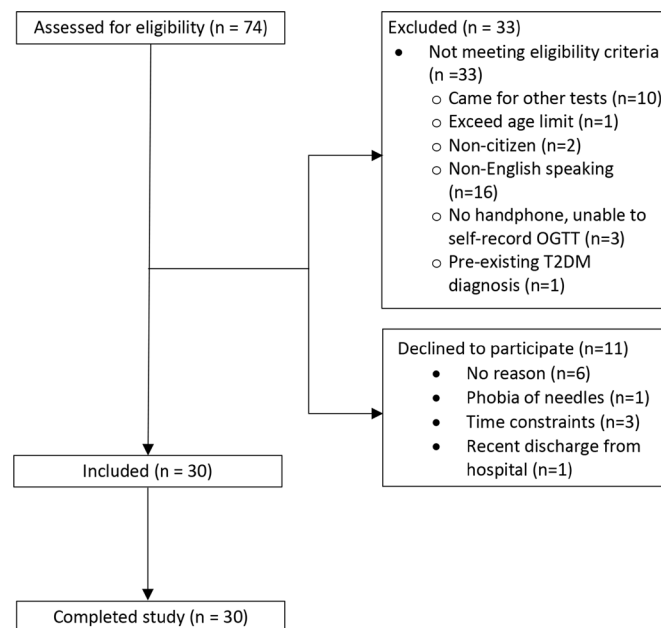 Assessed for eligibility (n = 74)
Excluded (n = 33)
• Not meeting eligibility criteria
(n =33)
o Came for other tests (n=10)
o Exceed age limit (n=1)
o Non-citizen (n=2)
o Non-English speaking
(n=16)
o No handphone, unable to
self-record OGTT (n=3)
o Pre-existing T2DM
diagnosis (n=1)
Declined to participate (n=11)
• No reason (n=6)
• Phobia of needles (n=1)
• Time constraints (n=3)
• Recent discharge from
hospital (n=1)
Included (n = 30)
Completed study (n = 30)